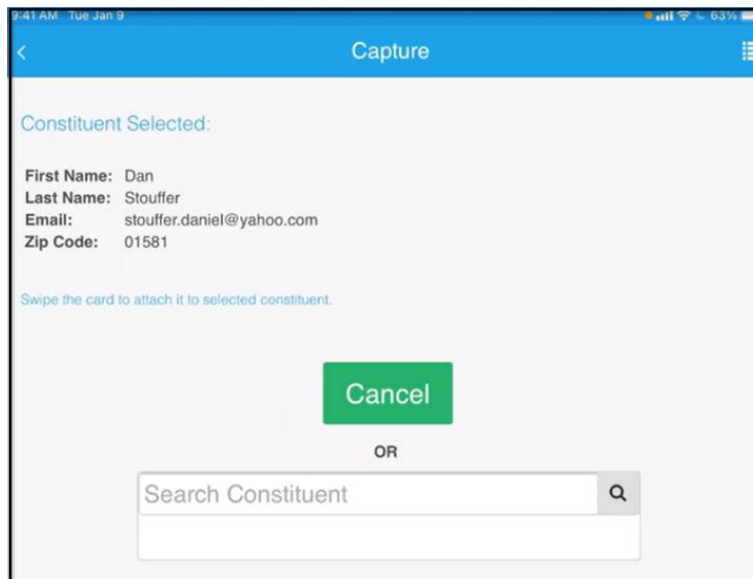 9:41 AM Tue Jan 9 63%
Capture
Constituent Selected:
First Name: Dan
Last Name: Stouffer
Email: stouffer.daniel@yahoo.com
Zip Code: 01581
Swipe the card to attach it to selected constituent.
Cancel
OR
Search Constituent